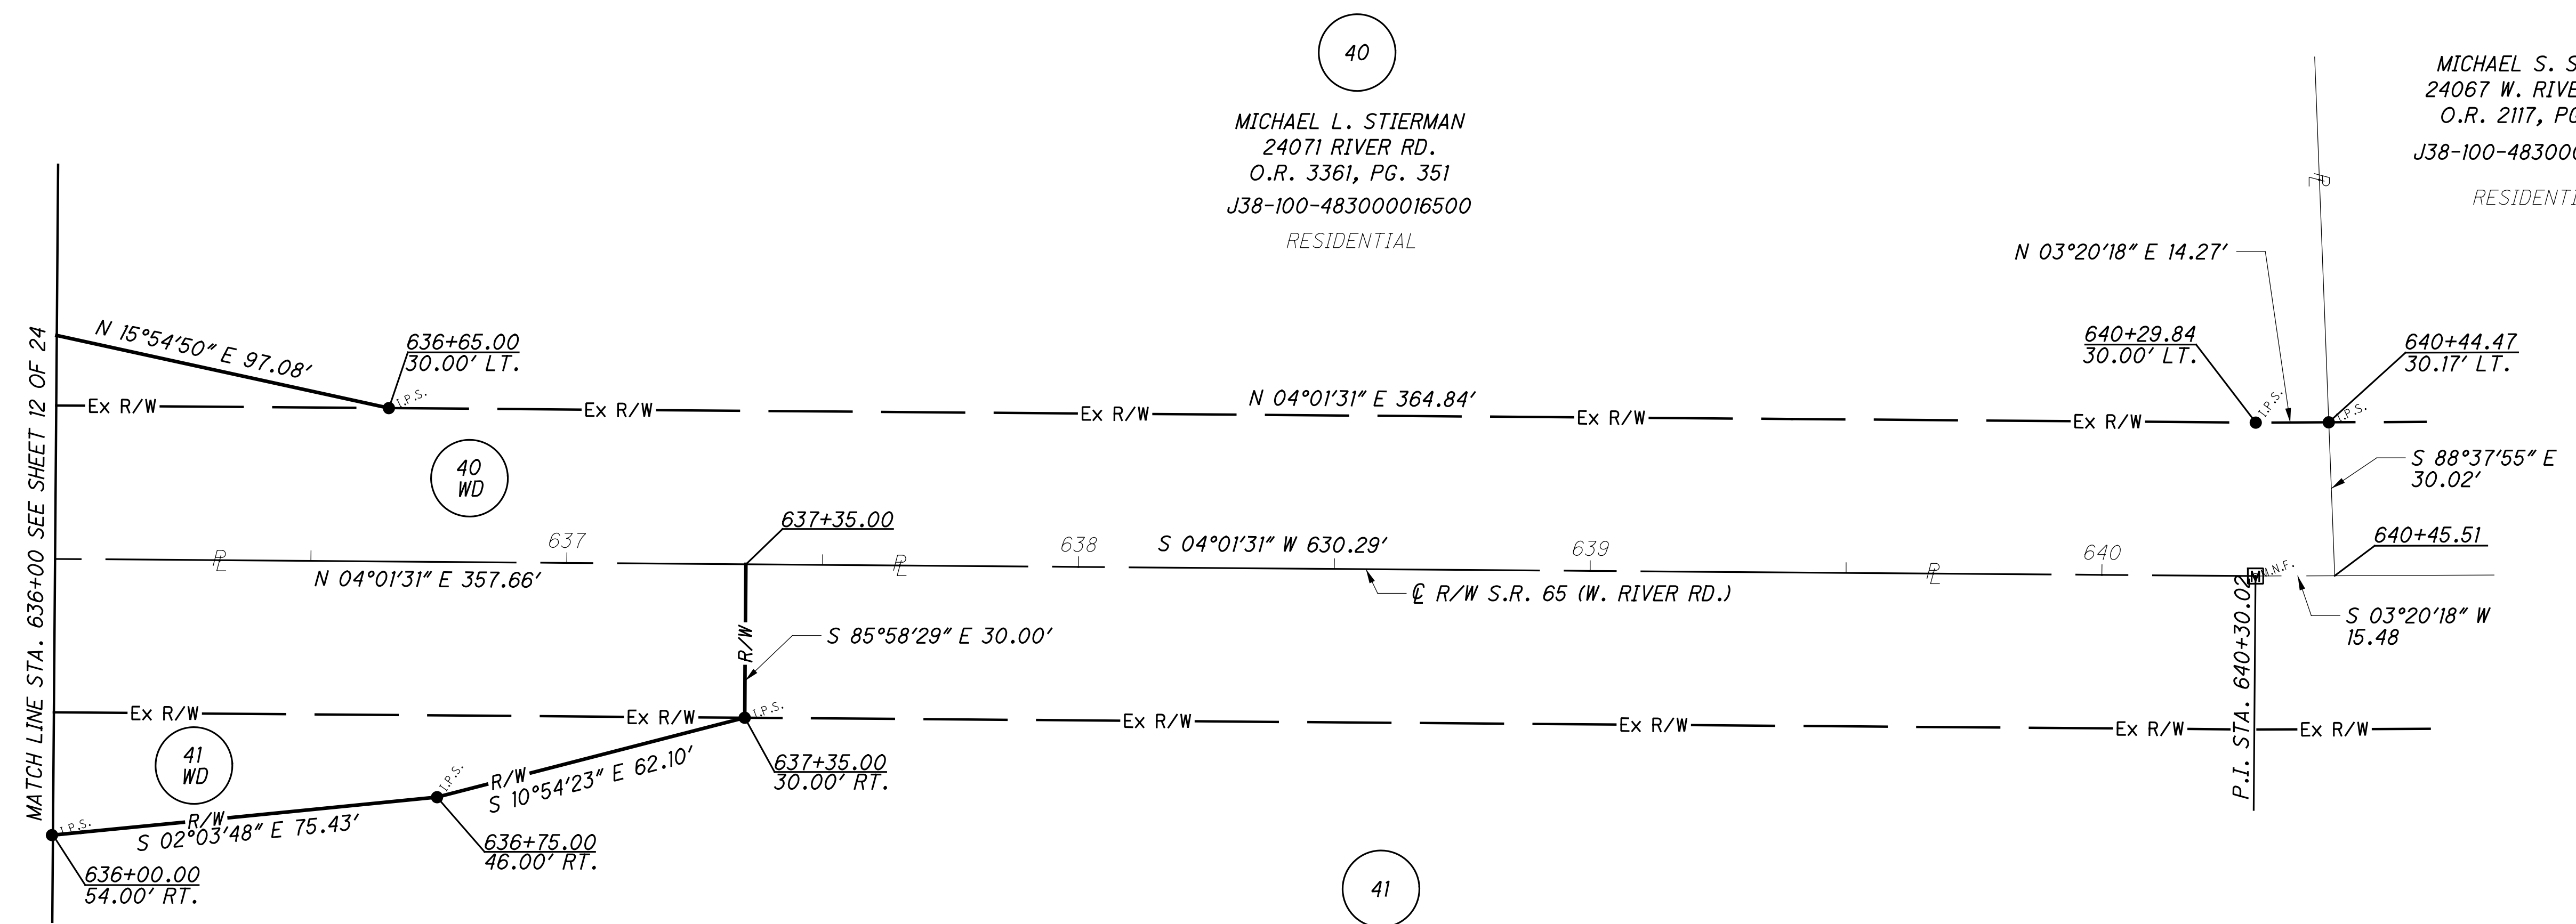 40
MICHAEL L. STIERMAN
24071 RIVER RD.
O.R. 3361, PG. 351
J38-100-483000016500
RESIDENTIAL
MICHAEL S. S
24067 W. RIVE
O.R. 2117, PG
J38-100-48300
RESIDENTI
PL
N 03°20'18" E 14.27'
MATCH LINE STA. 636+00 SEE SHEET 12 OF 24
N 15°54'50" E 97.08'
636+65.00
30.00' LT.
I.P.S.
640+29.84
30.00' LT.
I.P.S.
640+44.47
30.17' LT.
I.P.S.
Ex R/W
Ex R/W
Ex R/W
N 04°01'31" E 364.84'
Ex R/W
Ex R/W
40
WD
S 88°37'55" E
30.02'
637+35.00
640+45.51
637
638
S 04°01'31" W 630.29'
639
640
PL
PL
PL
N 04°01'31" E 357.66'
CL R/W S.R. 65 (W. RIVER RD.)
M
M.N.F.
S 03°20'18" W
15.48
P.I. STA. 640+30.02
R/W
S 85°58'29" E 30.00'
Ex R/W
Ex R/W
Ex R/W
Ex R/W
Ex R/W
Ex R/W
I.P.S.
41
WD
637+35.00
30.00' RT.
R/W
S 10°54'23" E 62.10'
I.P.S.
I.P.S.
R/W
S 02°03'48" E 75.43'
636+75.00
46.00' RT.
636+00.00
54.00' RT.
41